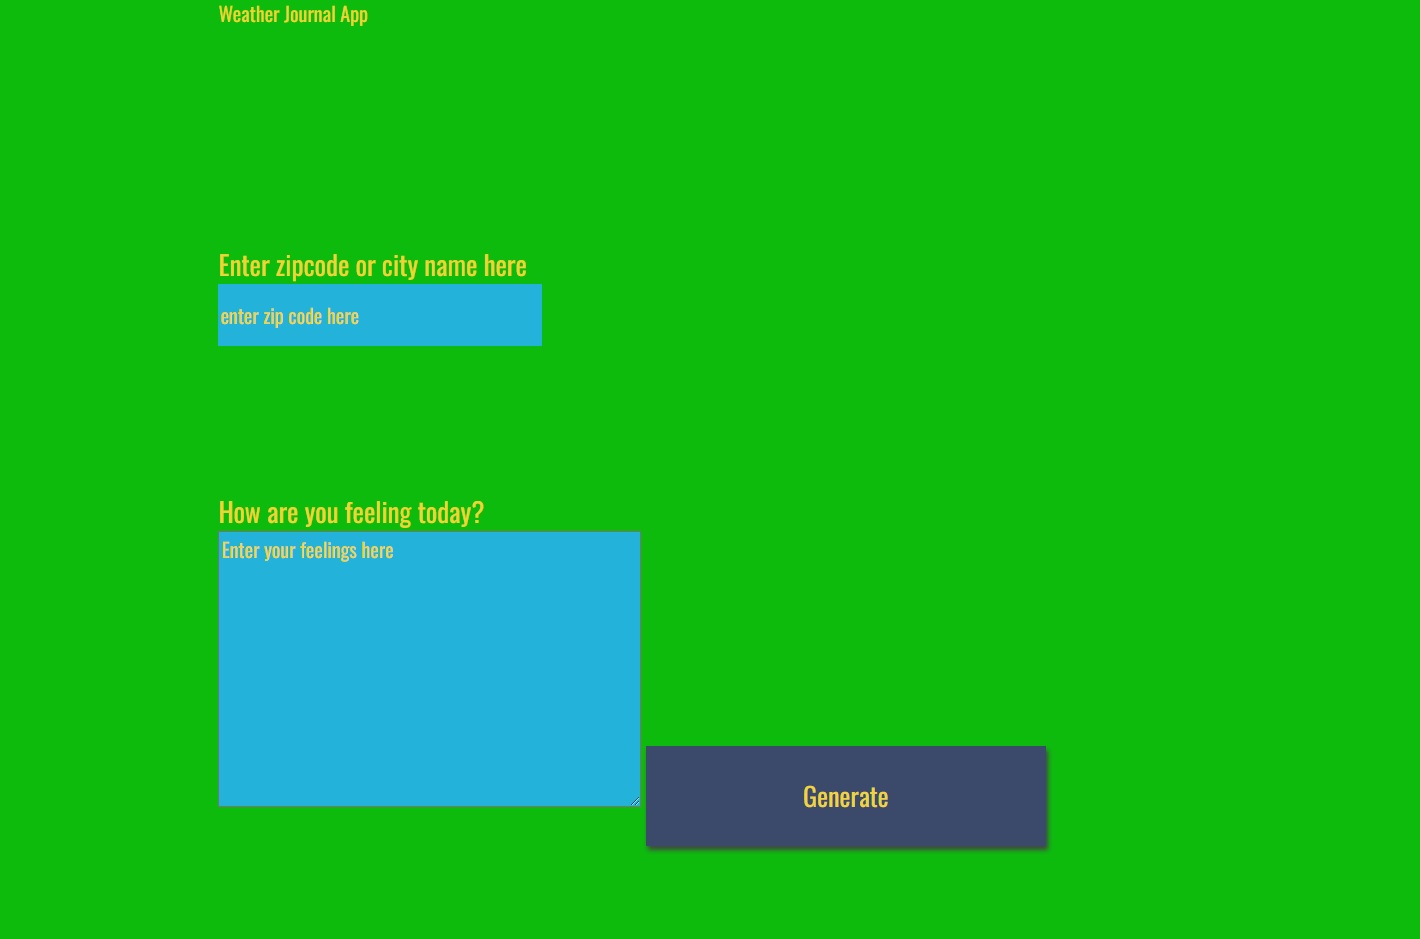 Weather Journal App
Enter zipcode or city name here
enter zip code here
How are you feeling today?
Enter your feelings here
Generate